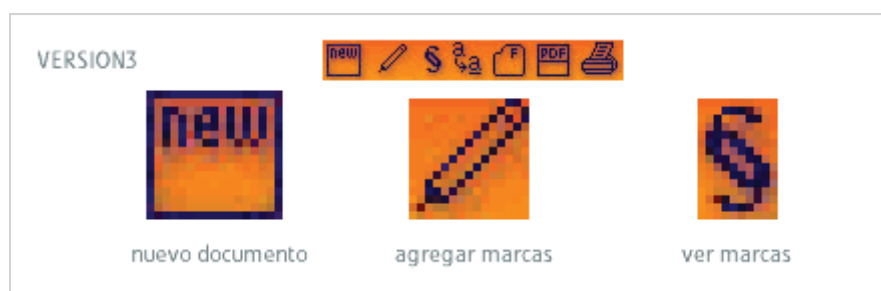 VERSION3
new § a a F PDF
new §
nuevo documento agregar marcas ver marcas